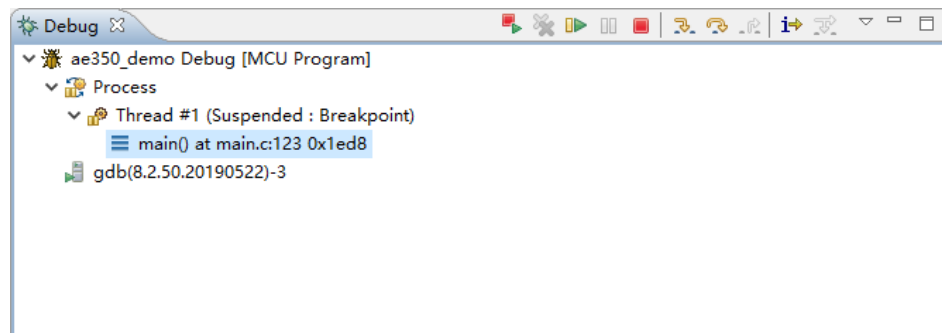 Debug
ae350_demo Debug [MCU Program]
Process
Thread #1 (Suspended : Breakpoint)
main() at main.c:123 0x1ed8
gdb(8.2.50.20190522)-3